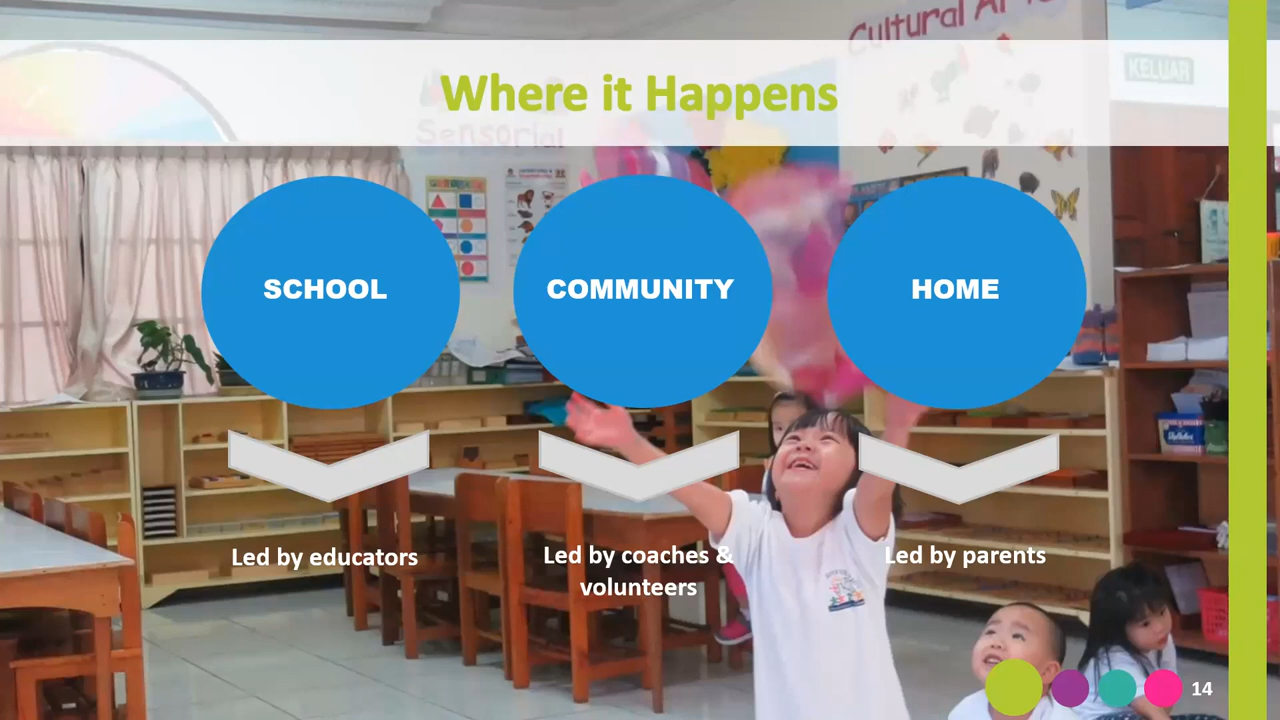 Cultural
Where it Happens
KELUAR
Sensorial
SCHOOL
COMMUNITY
HOME
Led by educators
Led by coaches &
volunteers
Led by parents
14